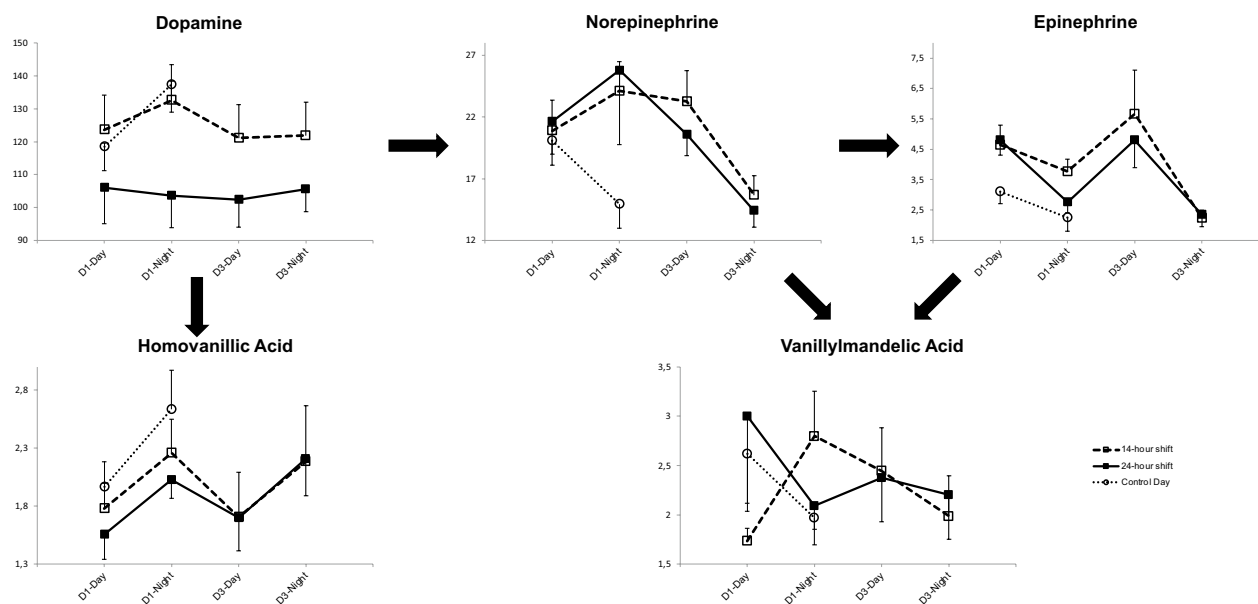 Dopamine
150
140
130
120
110
100
90
D1-Day
D1-Night
D3-Day
D3-Night
Norepinephrine
27
22
17
12
D1-Day
D1-Night
D3-Day
D3-Night
Epinephrine
7,5
6,5
5,5
4,5
3,5
2,5
1,5
D1-Day
D1-Night
D3-Day
D3-Night
Homovanillic Acid
2,8
2,3
1,8
1,3
D1-Day
D1-Night
D3-Day
D3-Night
Vanillylmandelic Acid
3,5
3
2,5
2
1,5
D1-Day
D1-Night
D3-Day
D3-Night
14-hour shift
24-hour shift
Control Day